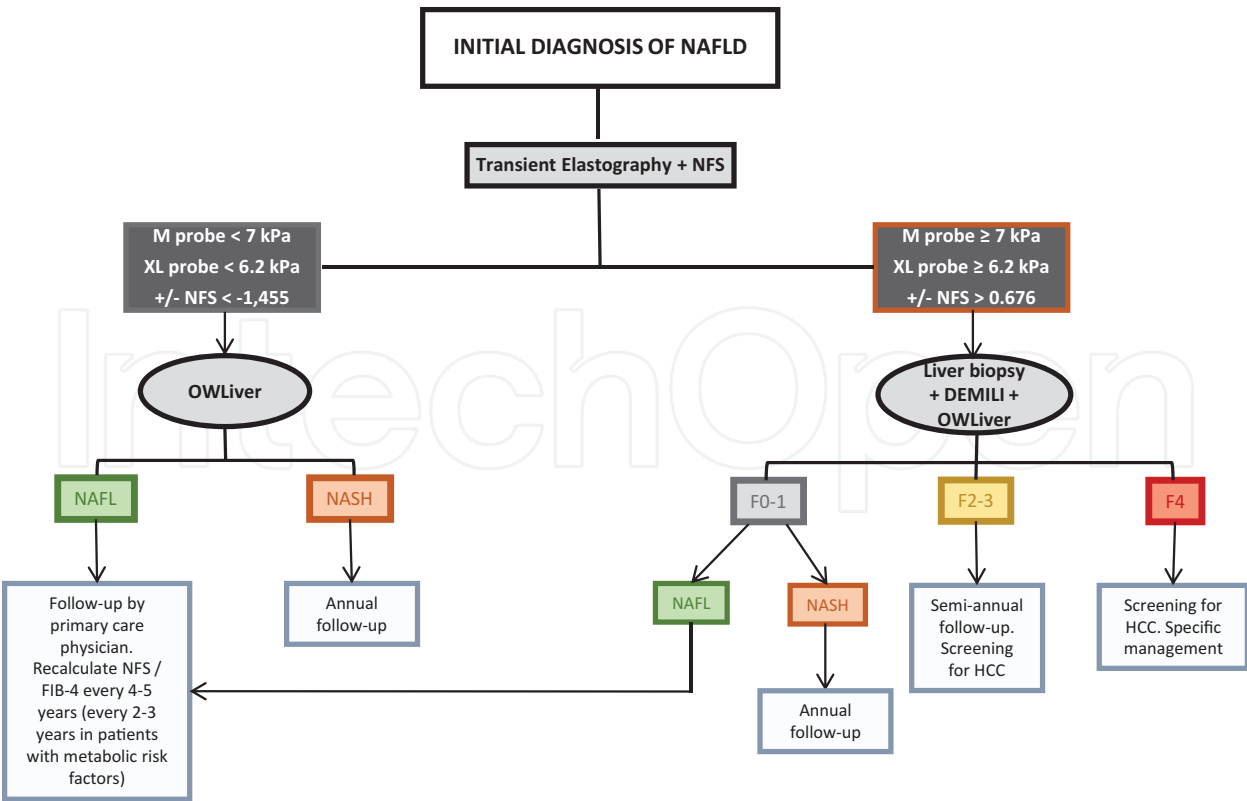 INITIAL DIAGNOSIS OF NAFLD
Transient Elastography + NFS
M probe < 7 kPa
XL probe < 6.2 kPa
+/- NFS < -1,455
M probe ≥ 7 kPa
XL probe ≥ 6.2 kPa
+/- NFS > 0.676
OWLiver
Liver biopsy
+ DEMILI +
OWLiver
IntechOpen
NAFL
NASH
F0-1
F2-3
F4
Follow-up by
primary care
physician.
Recalculate NFS /
FIB-4 every 4-5
years (every 2-3
years in patients
with metabolic risk
factors)
Annual
follow-up
NAFL
NASH
Semi-annual
follow-up.
Screening
for HCC
Screening for
HCC. Specific
management
Annual
follow-up